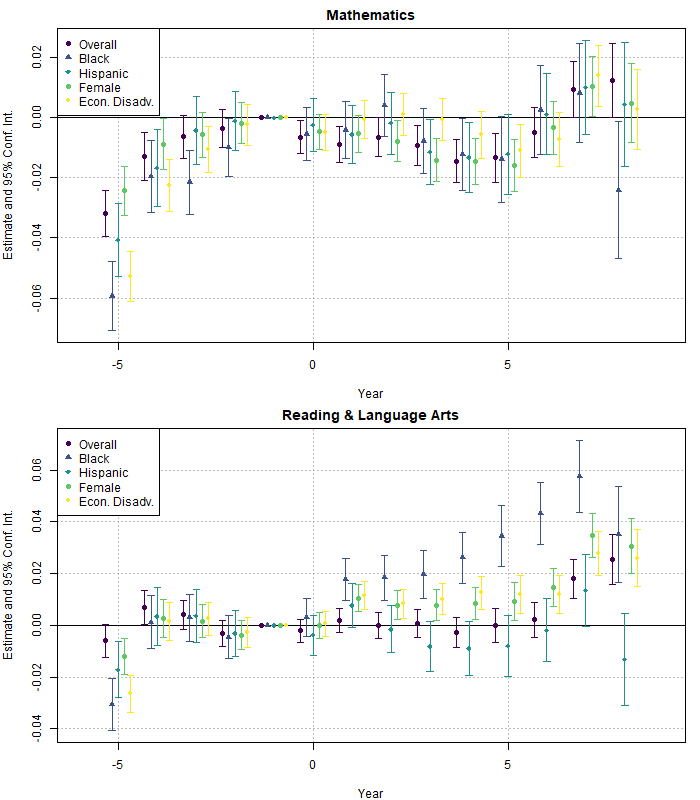 Mathematics
Overall
Black
Hispanic
Female
Econ. Disadv.
Estimate and 95% Conf. Int.
0.02
0.00
-0.02
-0.04
-0.06
-5
0
5
Year
Reading & Language Arts
Overall
Black
Hispanic
Female
Econ. Disadv.
Estimate and 95% Conf. Int.
0.06
0.04
0.02
0.00
-0.02
-0.04
-5
0
5
Year